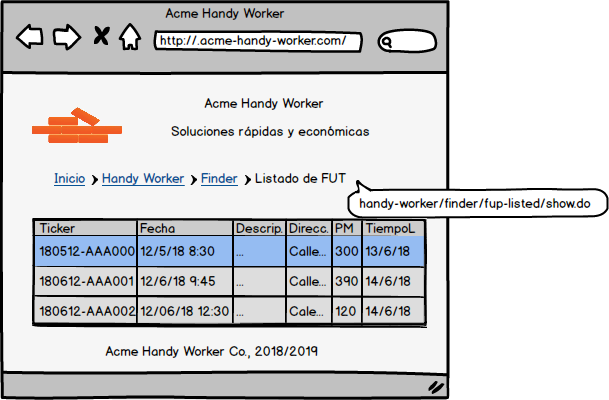 Acme Handy Worker
http://.acme-handy-worker.com/
Acme Handy Worker
Soluciones rápidas y económicas
Inicio Handy Worker Finder Listado de FUT
handy-worker/finder/fup-listed/show.do
Ticker Fecha Descrip. Direcc. PM TiempoL
180512-AAA000 12/5/18 8:30 ... Calle... 300 13/6/18
180612-AAA001 12/6/18 9:45 ... Calle... 390 14/6/18
180612-AAA002 12/06/18 12:30 ... Cale... 120 14/6/18
Acme Handy Worker Co., 2018/2019